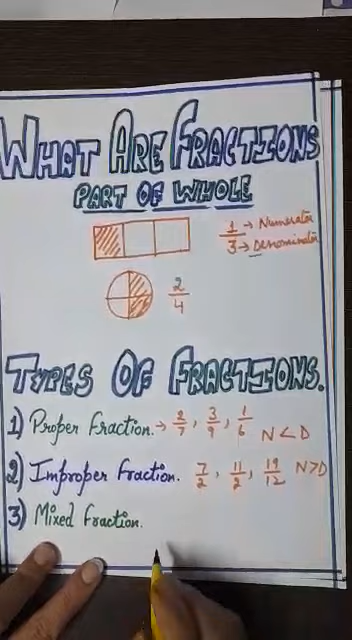 WHAT ARE FRACTIONS
PART OF WHOLE
1/3 → Numerator
→ Denominator
2/4
TYPES OF FRACTIONS.
1) Proper Fraction. → 2/7, 3/9, 1/6 N < D
2) Improper Fraction. 7/2, 11/2, 19/12 N > D
3) Mixed Fraction.